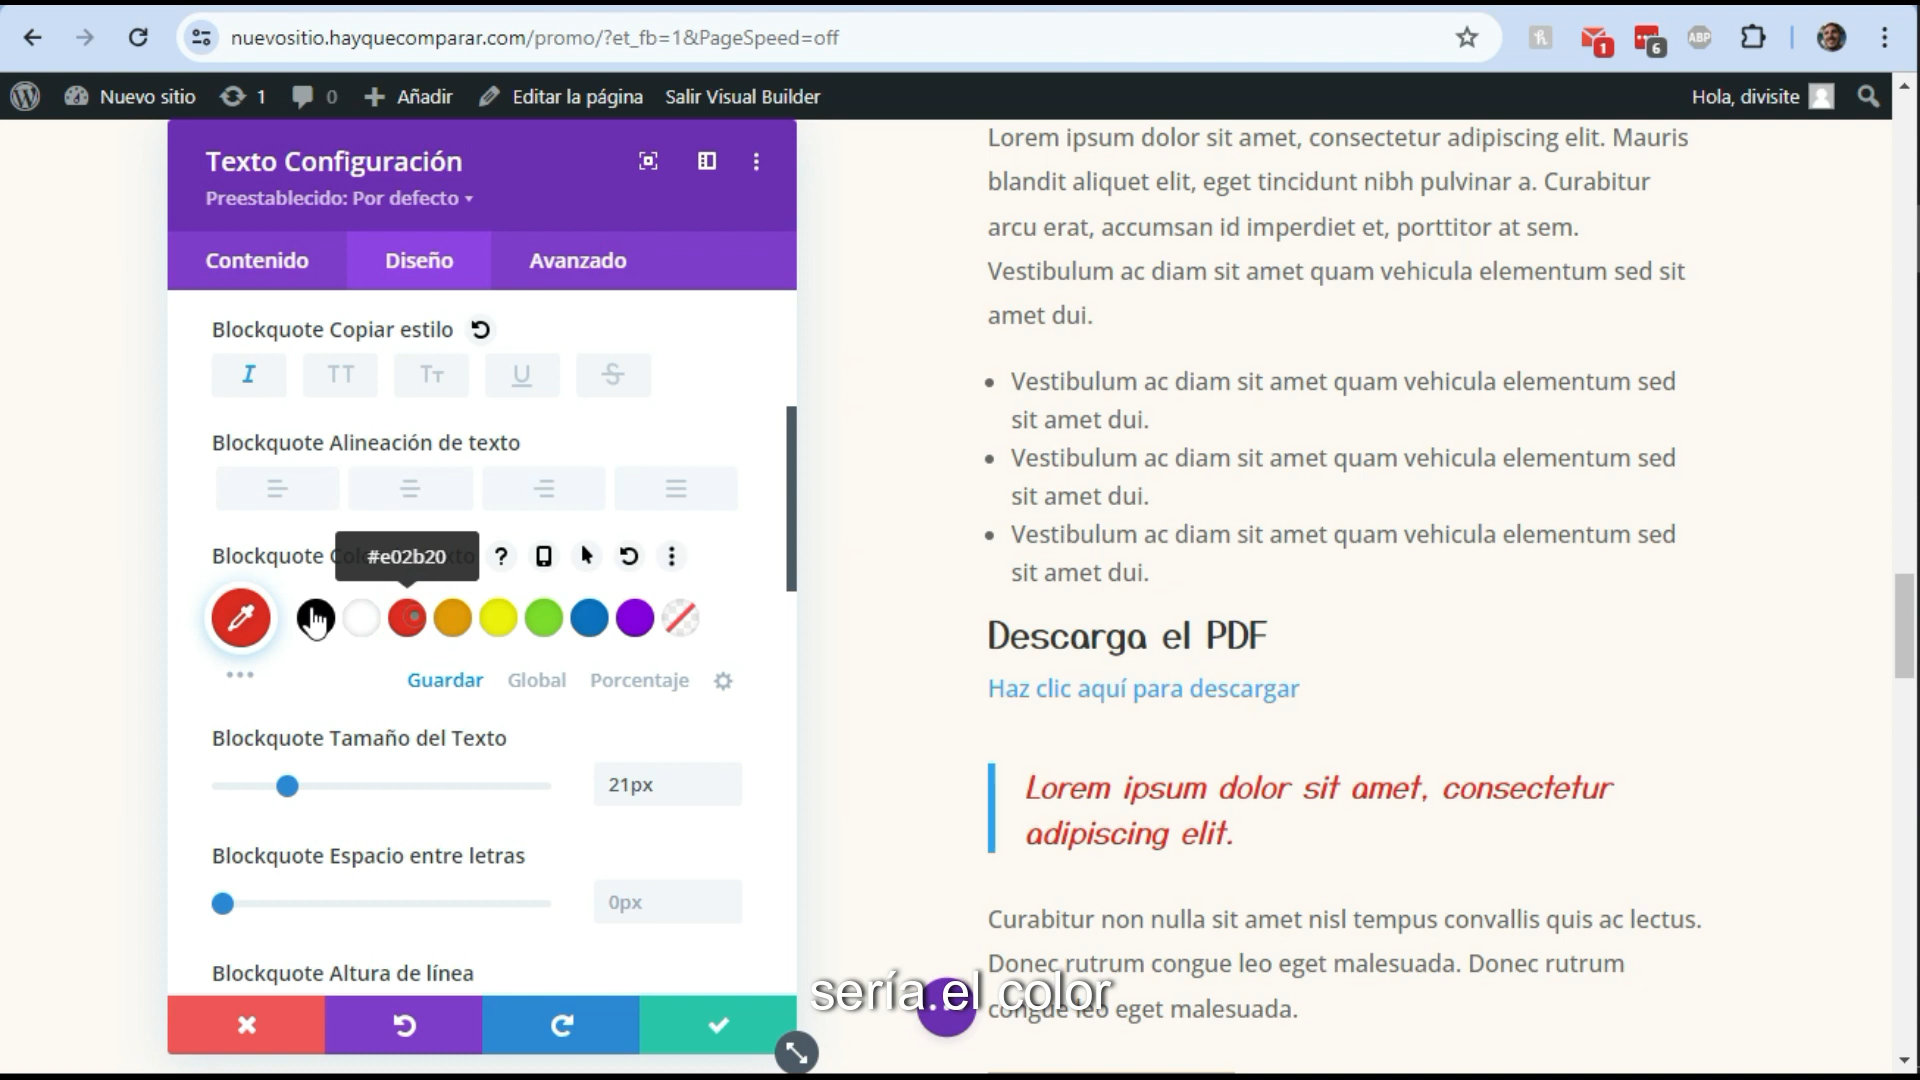 nuevositio.hayquecomparar.com/promo/?et_fb=1&PageSpeed=off
1
6
ABP
Nuevo sitio
1
0
Añadir
Editar la página
Salir Visual Builder
Hola, divisite
Texto Configuración
Preestablecido: Por defecto
Contenido
Diseño
Avanzado
Blockquote Copiar estilo
I
TT
Tт
U
S
Blockquote Alineación de texto
Blockquote
#e02b20
?
Guardar
Global
Porcentaje
Blockquote Tamaño del Texto
21px
Blockquote Espacio entre letras
0px
Blockquote Altura de línea
Lorem ipsum dolor sit amet, consectetur adipiscing elit. Mauris
blandit aliquet elit, eget tincidunt nibh pulvinar a. Curabitur
arcu erat, accumsan id imperdiet et, porttitor at sem.
Vestibulum ac diam sit amet quam vehicula elementum sed sit
amet dui.
Vestibulum ac diam sit amet quam vehicula elementum sed
sit amet dui.
Vestibulum ac diam sit amet quam vehicula elementum sed
sit amet dui.
Vestibulum ac diam sit amet quam vehicula elementum sed
sit amet dui.
Descarga el PDF
Haz clic aquí para descargar
Lorem ipsum dolor sit amet, consectetur
adipiscing elit.
Curabitur non nulla sit amet nisl tempus convallis quis ac lectus.
Donec rutrum congue leo eget malesuada. Donec rutrum
congue leo eget malesuada.
sería el color